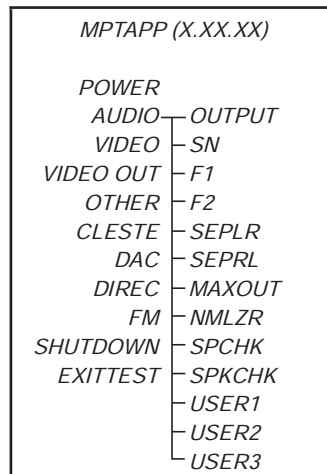 MPTAPP (X.XX.XX)
POWER
AUDIO OUTPUT
VIDEO SN
VIDEO OUT F1
OTHER F2
CLESTE SEPLR
DAC SEPRL
DIREC MAXOUT
FM NMLZR
SHUTDOWN SPCHK
EXITTEST SPKCHK
USER1
USER2
USER3